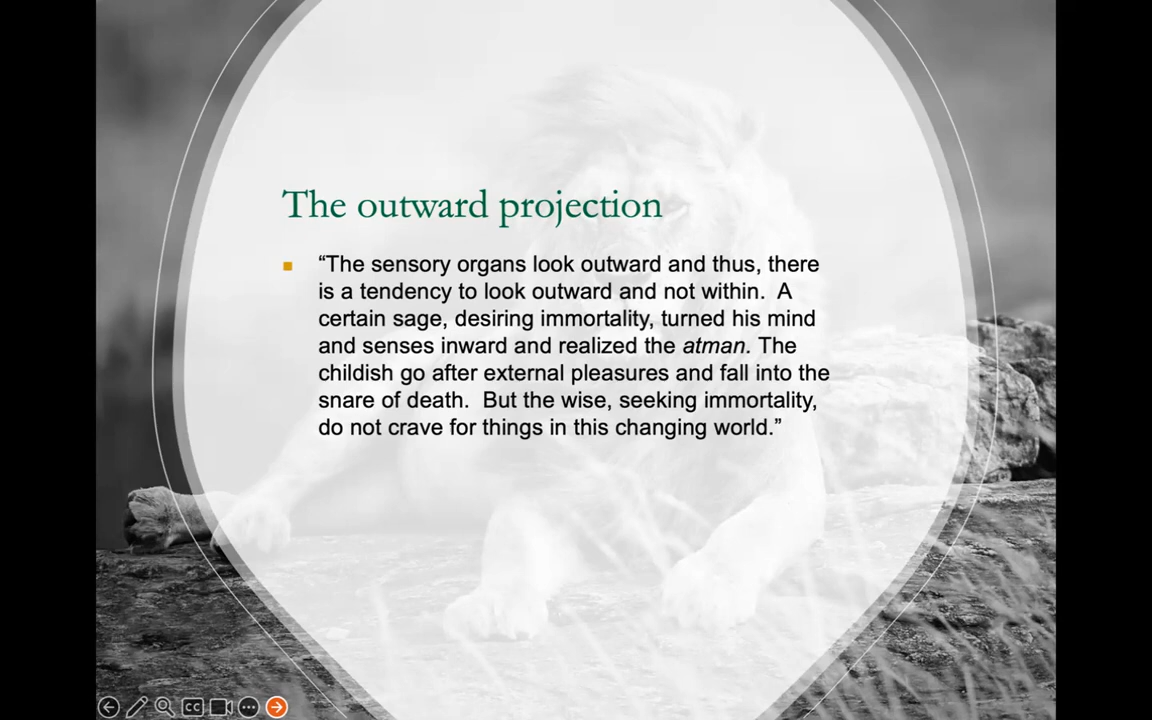 The outward projection
“The sensory organs look outward and thus, there
is a tendency to look outward and not within.  A
certain sage, desiring immortality, turned his mind
and senses inward and realized the atman. The
childish go after external pleasures and fall into the
snare of death.  But the wise, seeking immortality,
do not crave for things in this changing world.”
CC